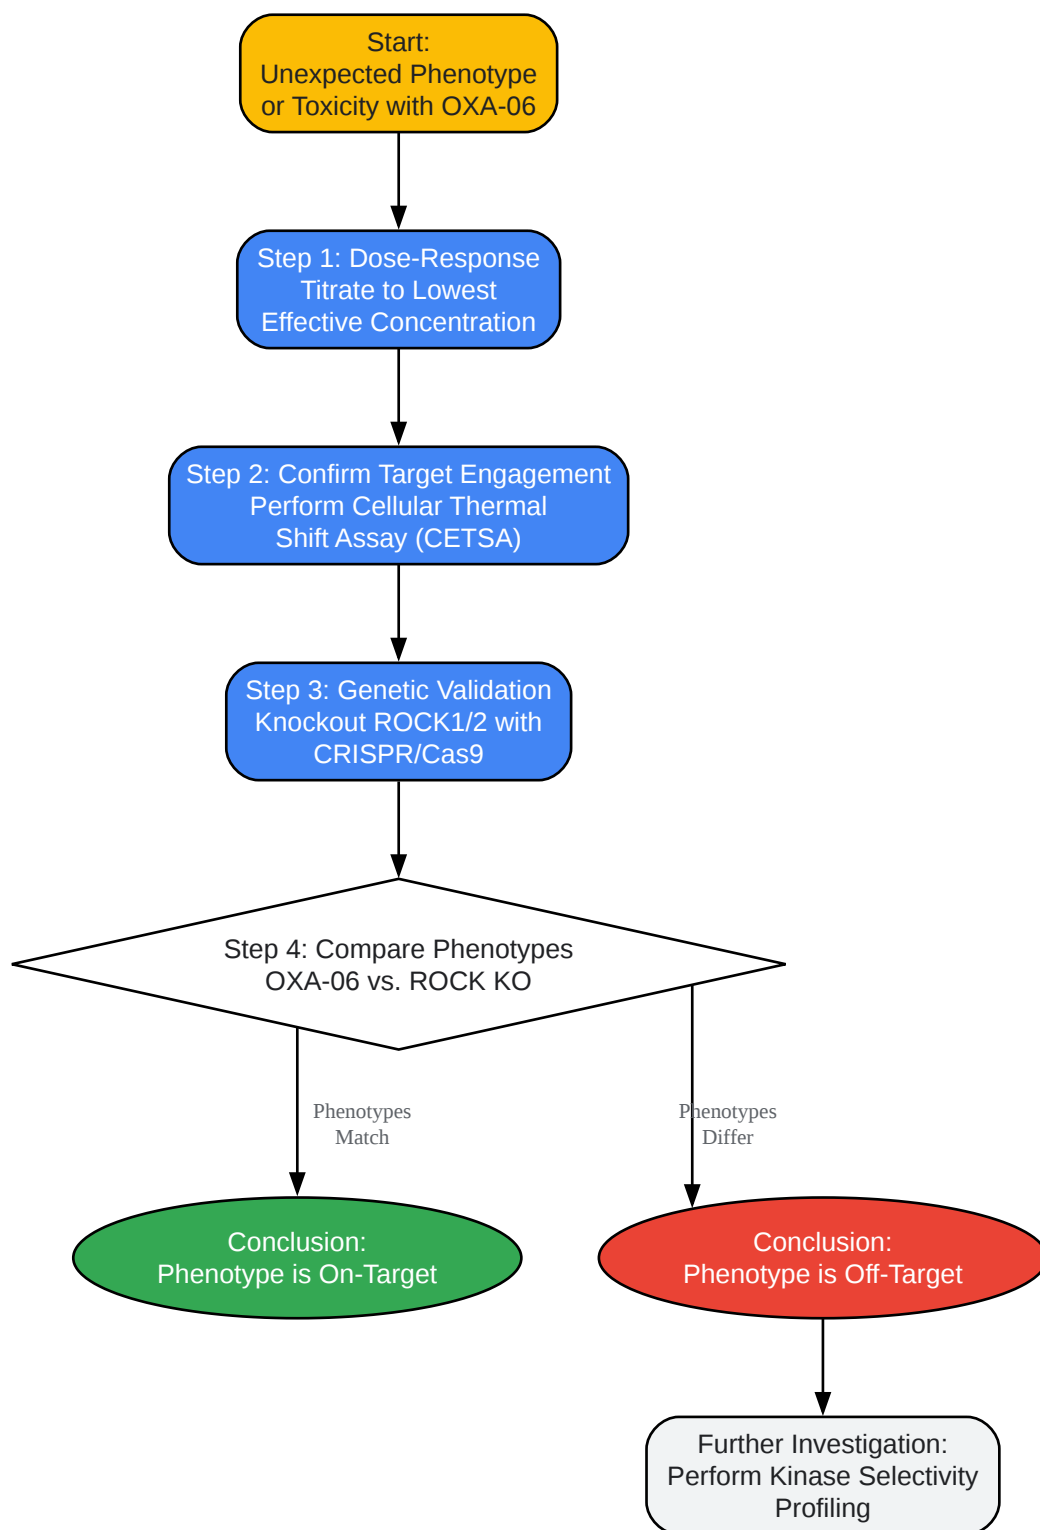 Start:
Unexpected Phenotype
or Toxicity with OXA-06
Step 1: Dose-Response
Titrate to Lowest
Effective Concentration
Step 2: Confirm Target Engagement
Perform Cellular Thermal
Shift Assay (CETSA)
Step 3: Genetic Validation
Knockout ROCK1/2 with
CRISPR/Cas9
Step 4: Compare Phenotypes
OXA-06 vs. ROCK KO
Phenotypes
Match
Phenotypes
Differ
Conclusion:
Phenotype is On-Target
Conclusion:
Phenotype is Off-Target
Further Investigation:
Perform Kinase Selectivity
Profiling